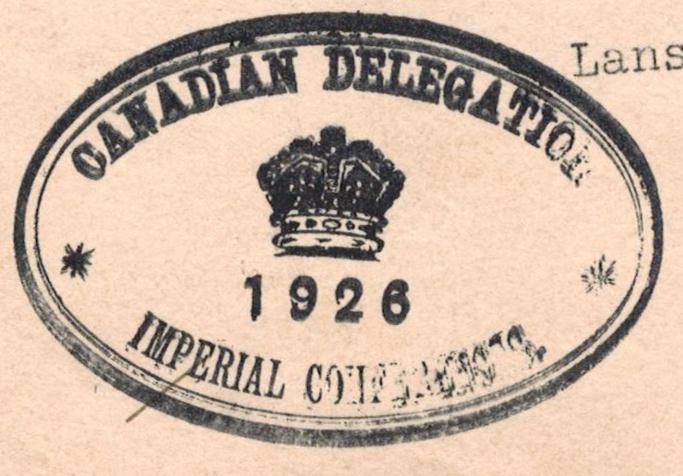 Lans
CANADIAN DELEGATION
1926
IMPERIAL